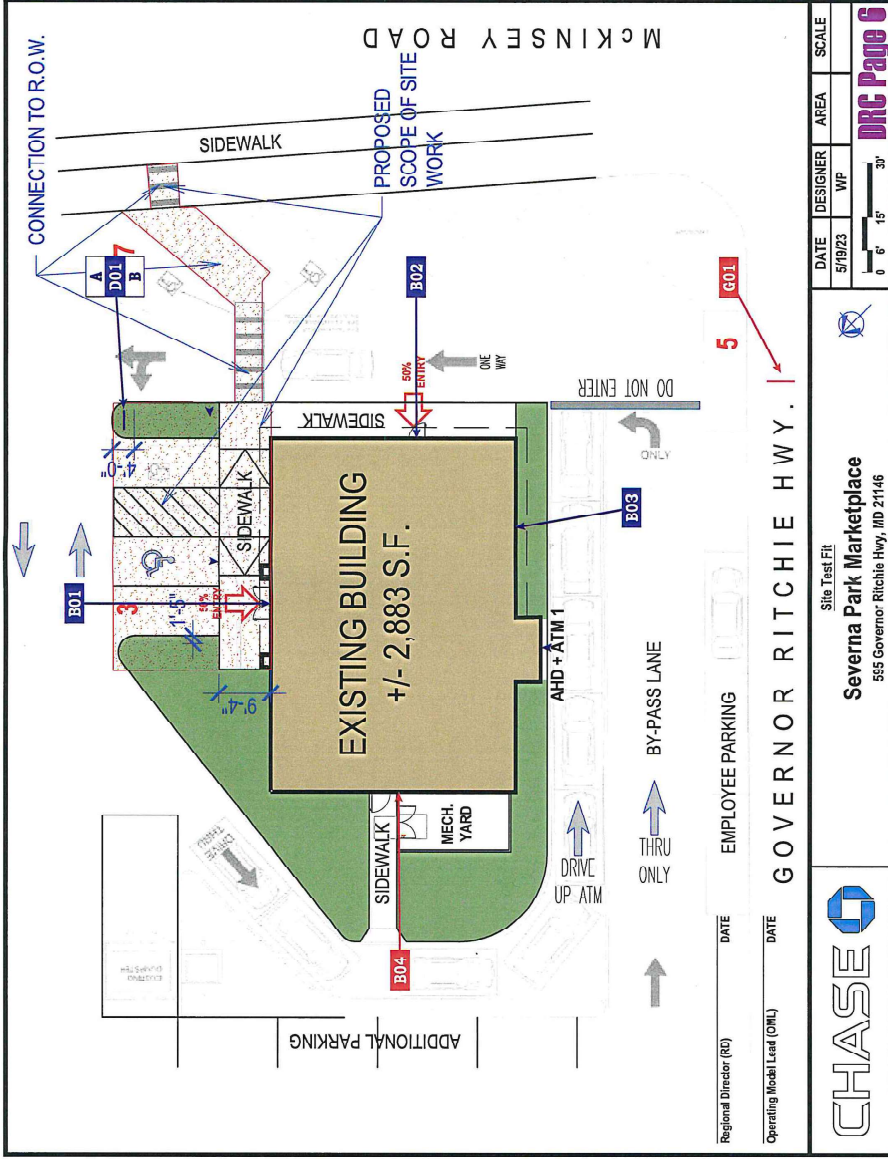 CONNECTION TO R.O.W.
McKINSEY ROAD
SIDEWALK
PROPOSED
SCOPE OF SITE
WORK
A
D01
B
7
4'-0"
B01
3
1'-5"
50%
ENTRY
SIDEWALK
9'-4"
EXISTING BUILDING
+/- 2,883 S.F.
SIDEWALK
50%
ENTRY
B02
ONE
WAY
DO NOT ENTER
ONLY
B03
G01
5
AHD + ATM 1
DRIVE
THRU
EXISTING
DUMPSTER
SIDEWALK
MECH.
YARD
B04
ADDITIONAL PARKING
DRIVE
UP ATM
THRU
ONLY
BY-PASS LANE
EMPLOYEE PARKING
GOVERNOR RITCHIE HWY.
Regional Director (RD)
DATE
Operating Model Lead (OML)
DATE
CHASE
Site Test Fit
Severna Park Marketplace
595 Governor Ritchie Hwy, MD 21146
DATE
DESIGNER
AREA
SCALE
5/19/23
WP
0 6' 15' 30'
DRC Page 6